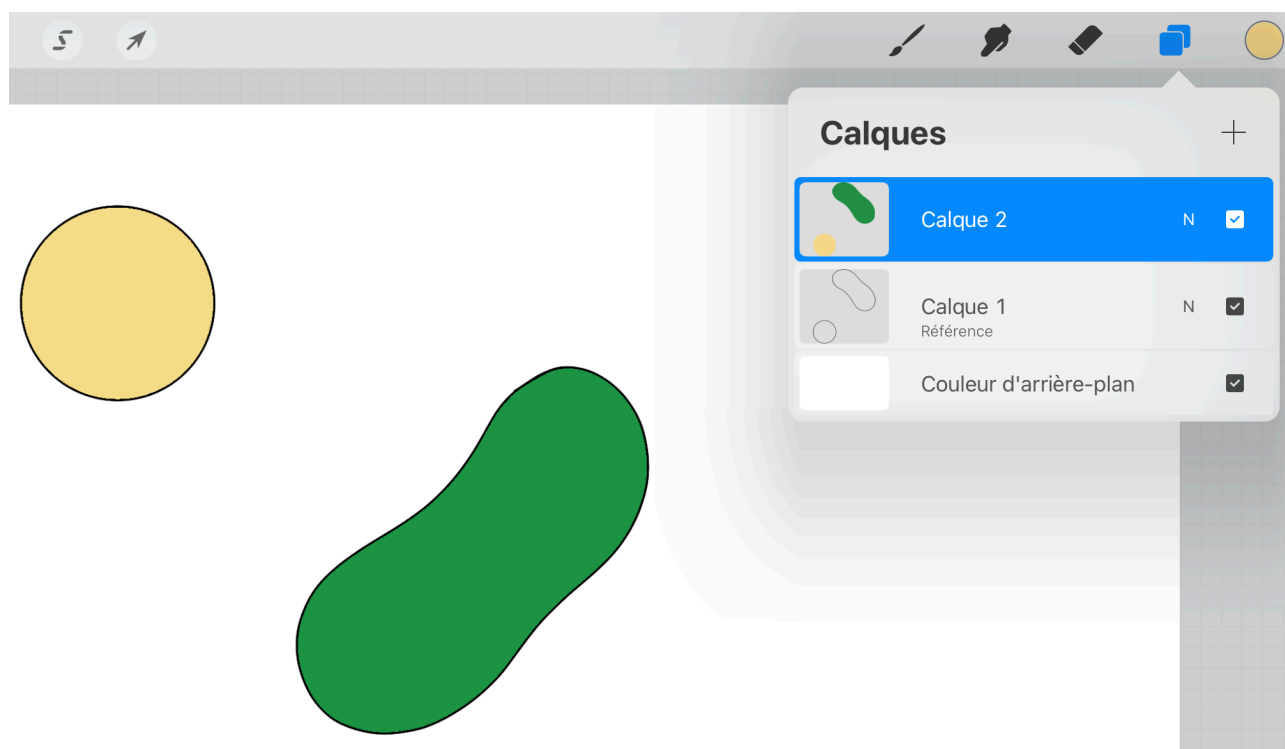 Calques
Calque 2 N
Calque 1 N
Référence
Couleur d'arrière-plan